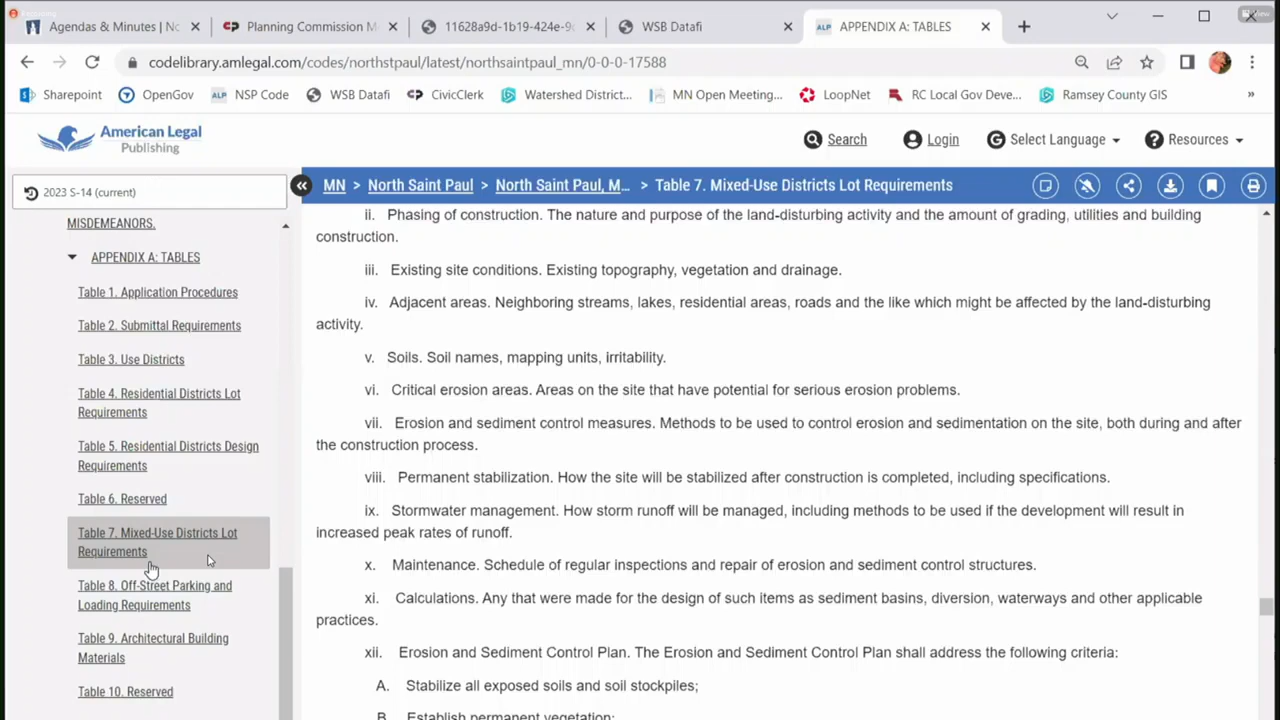 Agendas & Minutes | No
Planning Commission M
11628a9d-1b19-424e-9c
WSB Datafi
ALP APPENDIX A: TABLES
codelibrary.amlegal.com/codes/northstpaul/latest/northsaintpaul_mn/0-0-0-17588
Sharepoint
OpenGov
ALP NSP Code
WSB Datafi
CivicClerk
Watershed District...
MN Open Meeting...
LoopNet
RC Local Gov Deve...
Ramsey County GIS
»
American Legal
Publishing
Search
Login
Select Language
Resources
2023 S-14 (current)
MN > North Saint Paul > North Saint Paul, M... > Table 7. Mixed-Use Districts Lot Requirements
MISDEMEANORS.
APPENDIX A: TABLES
Table 1. Application Procedures
Table 2. Submittal Requirements
Table 3. Use Districts
Table 4. Residential Districts Lot
Requirements
Table 5. Residential Districts Design
Requirements
Table 6. Reserved
Table 7. Mixed-Use Districts Lot
Requirements
Table 8. Off-Street Parking and
Loading Requirements
Table 9. Architectural Building
Materials
Table 10. Reserved
ii. Phasing of construction. The nature and purpose of the land-disturbing activity and the amount of grading, utilities and building
construction.
iii. Existing site conditions. Existing topography, vegetation and drainage.
iv. Adjacent areas. Neighboring streams, lakes, residential areas, roads and the like which might be affected by the land-disturbing
activity.
v. Soils. Soil names, mapping units, irritability.
vi. Critical erosion areas. Areas on the site that have potential for serious erosion problems.
vii. Erosion and sediment control measures. Methods to be used to control erosion and sedimentation on the site, both during and after
the construction process.
viii. Permanent stabilization. How the site will be stabilized after construction is completed, including specifications.
ix. Stormwater management. How storm runoff will be managed, including methods to be used if the development will result in
increased peak rates of runoff.
x. Maintenance. Schedule of regular inspections and repair of erosion and sediment control structures.
xi. Calculations. Any that were made for the design of such items as sediment basins, diversion, waterways and other applicable
practices.
xii. Erosion and Sediment Control Plan. The Erosion and Sediment Control Plan shall address the following criteria:
A. Stabilize all exposed soils and soil stockpiles;
B. Establish permanent vegetation;